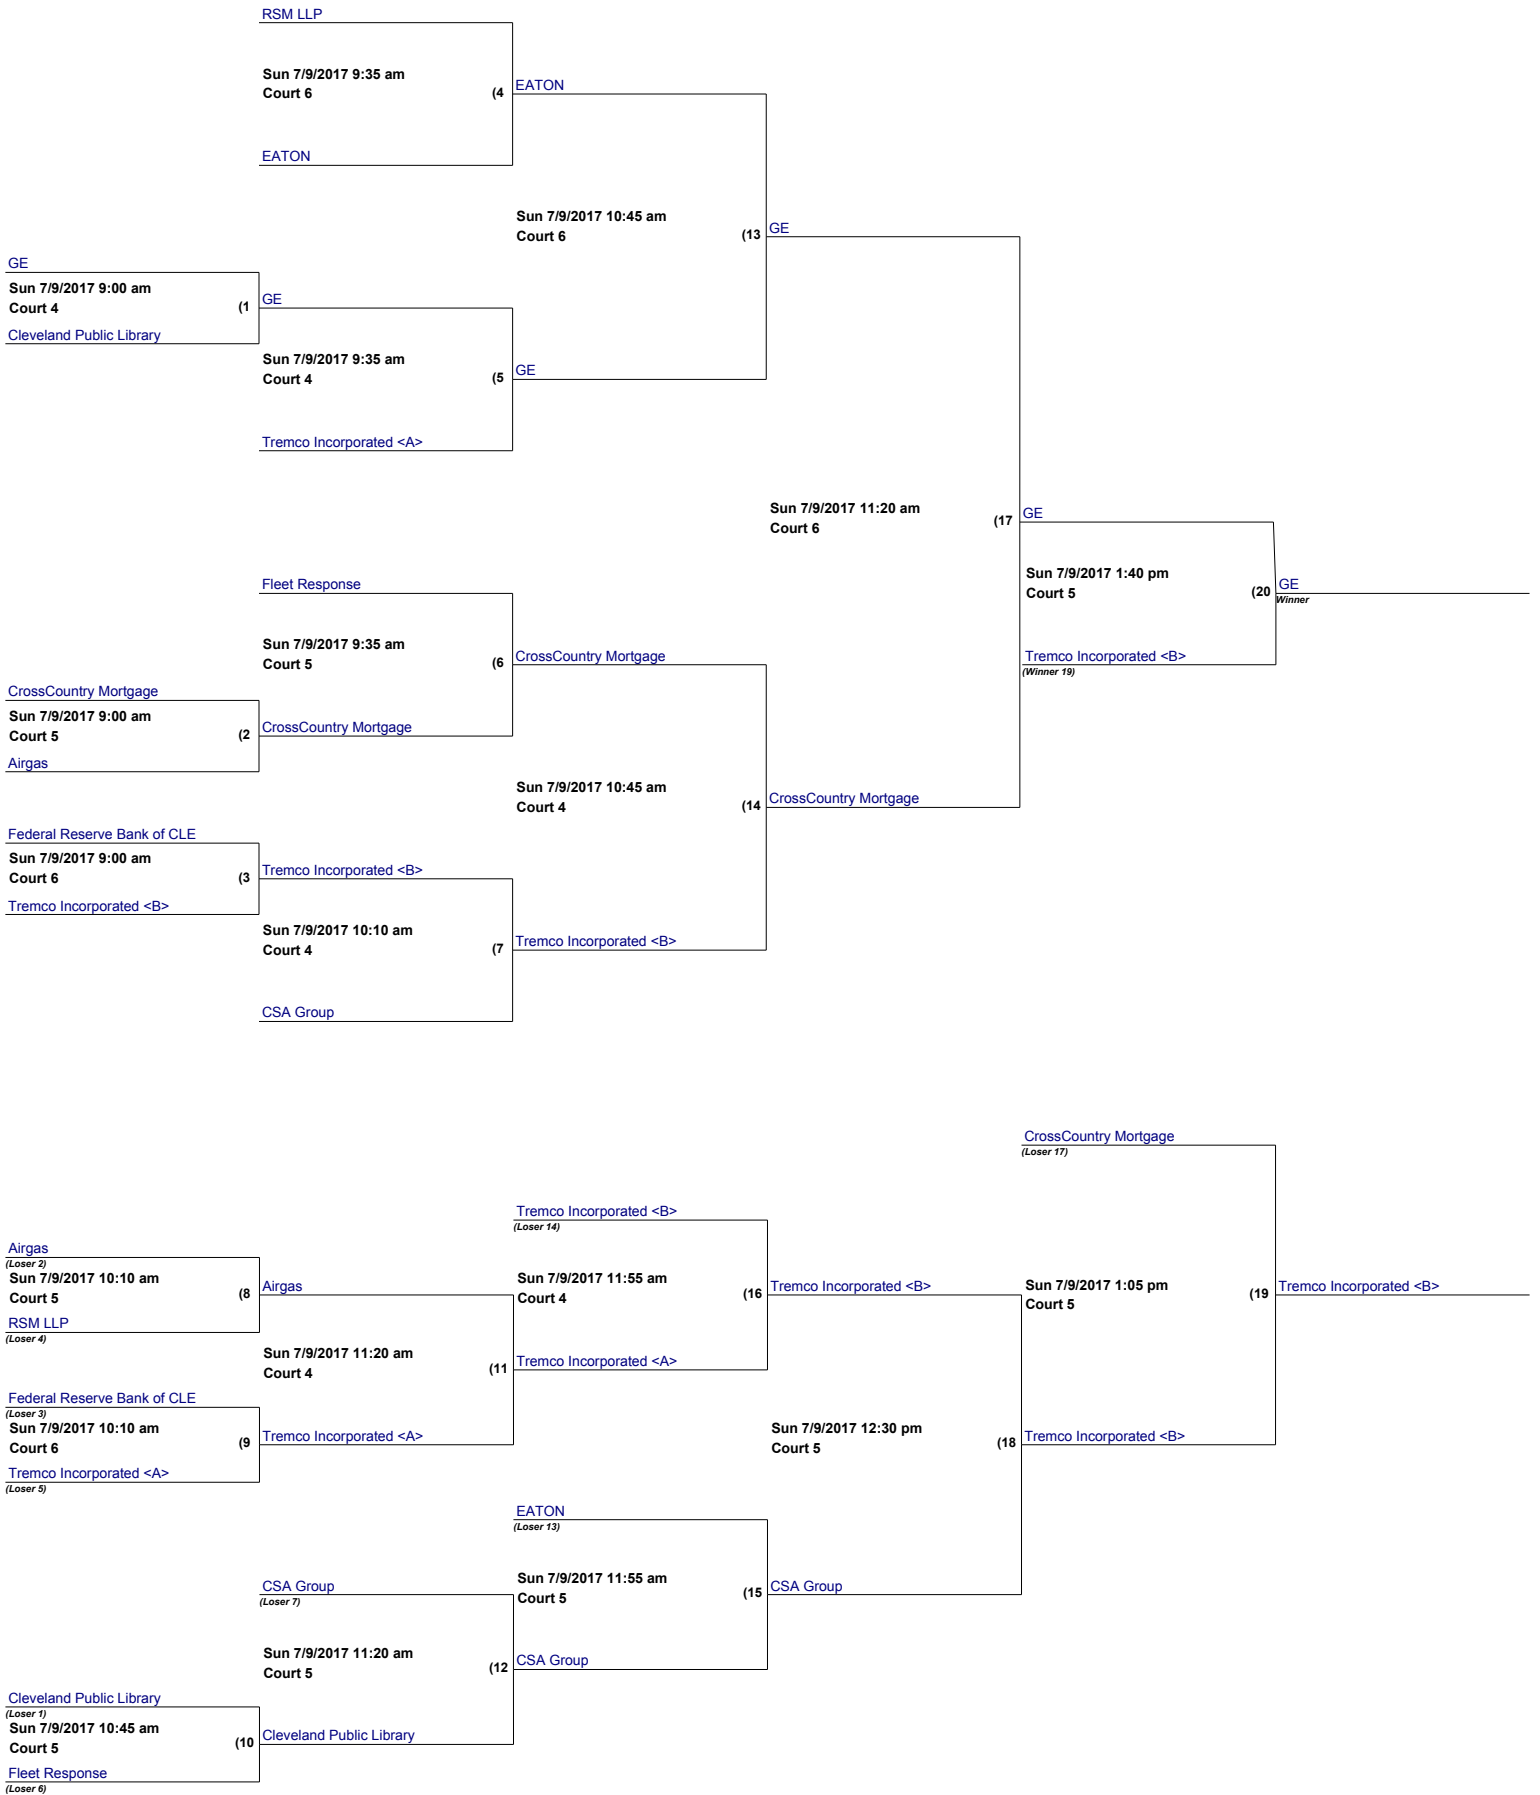 RSM LLP
Sun 7/9/2017 9:35 am
Court 6
(4
EATON
EATON
Sun 7/9/2017 10:45 am
Court 6
(13
GE
GE
Sun 7/9/2017 9:00 am
Court 4
(1
GE
Cleveland Public Library
Sun 7/9/2017 9:35 am
Court 4
(5
GE
Tremco Incorporated <A>
Sun 7/9/2017 11:20 am
Court 6
(17
GE
Fleet Response
Sun 7/9/2017 1:40 pm
Court 5
(20
GE
Winner
Sun 7/9/2017 9:35 am
Court 5
(6
CrossCountry Mortgage
Tremco Incorporated <B>
(Winner 19)
CrossCountry Mortgage
Sun 7/9/2017 9:00 am
Court 5
(2
CrossCountry Mortgage
Airgas
Sun 7/9/2017 10:45 am
Court 4
(14
CrossCountry Mortgage
Federal Reserve Bank of CLE
Sun 7/9/2017 9:00 am
Court 6
(3
Tremco Incorporated <B>
Tremco Incorporated <B>
Sun 7/9/2017 10:10 am
Court 4
(7
Tremco Incorporated <B>
CSA Group
CrossCountry Mortgage
(Loser 17)
Tremco Incorporated <B>
(Loser 14)
Airgas
(Loser 2)
Sun 7/9/2017 10:10 am
Court 5
(8
Airgas
Sun 7/9/2017 11:55 am
Court 4
(16
Tremco Incorporated <B>
Sun 7/9/2017 1:05 pm
Court 5
(19
Tremco Incorporated <B>
RSM LLP
(Loser 4)
Sun 7/9/2017 11:20 am
Court 4
(11
Tremco Incorporated <A>
Federal Reserve Bank of CLE
(Loser 3)
Sun 7/9/2017 10:10 am
Court 6
(9
Tremco Incorporated <A>
Sun 7/9/2017 12:30 pm
Court 5
(18
Tremco Incorporated <B>
Tremco Incorporated <A>
(Loser 5)
EATON
(Loser 13)
Sun 7/9/2017 11:55 am
Court 5
(15
CSA Group
CSA Group
(Loser 7)
Sun 7/9/2017 11:20 am
Court 5
(12
CSA Group
Cleveland Public Library
(Loser 1)
Sun 7/9/2017 10:45 am
Court 5
(10
Cleveland Public Library
Fleet Response
(Loser 6)